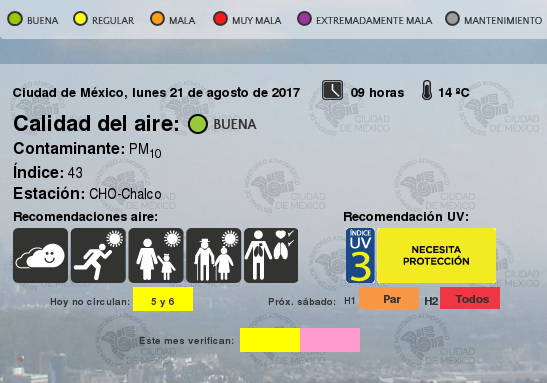 BUENA REGULAR MALA MUY MALA EXTREMADAMENTE MALA MANTENIMIENTO
Ciudad de México, lunes 21 de agosto de 2017 09 horas 14 ºC
Calidad del aire: BUENA
Contaminante: PM10
Índice: 43
Estación: CHO-Chalco
Recomendaciones aire: Recomendación UV:
ÍNDICE UV 3 NECESITA PROTECCIÓN
Hoy no circulan: 5 y 6 Próx. sábado: H1 Par H2 Todos
Este mes verifican: